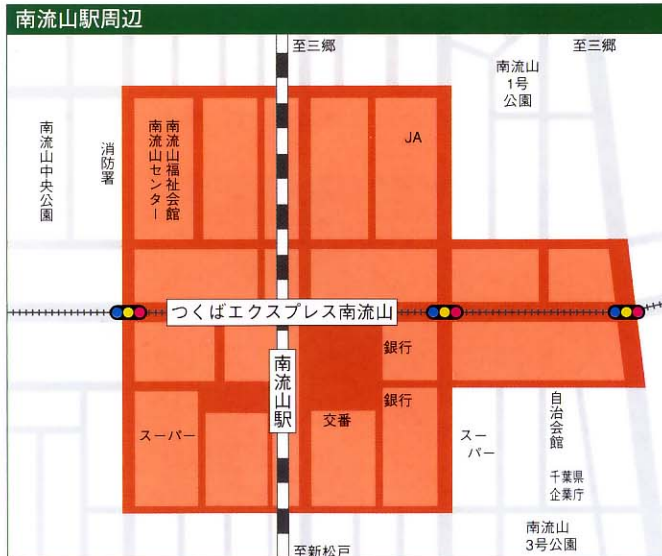 南流山駅周辺
至三郷
至三郷
南流山
1号
公園
JA
南流山福祉会館
南流山センター
消防署
南流山中央公園
つくばエクスプレス南流山
南流山駅
銀行
銀行
交番
スーパー
スー
パー
自治会館
千葉県
企業庁
南流山
3号公園
至新松戸